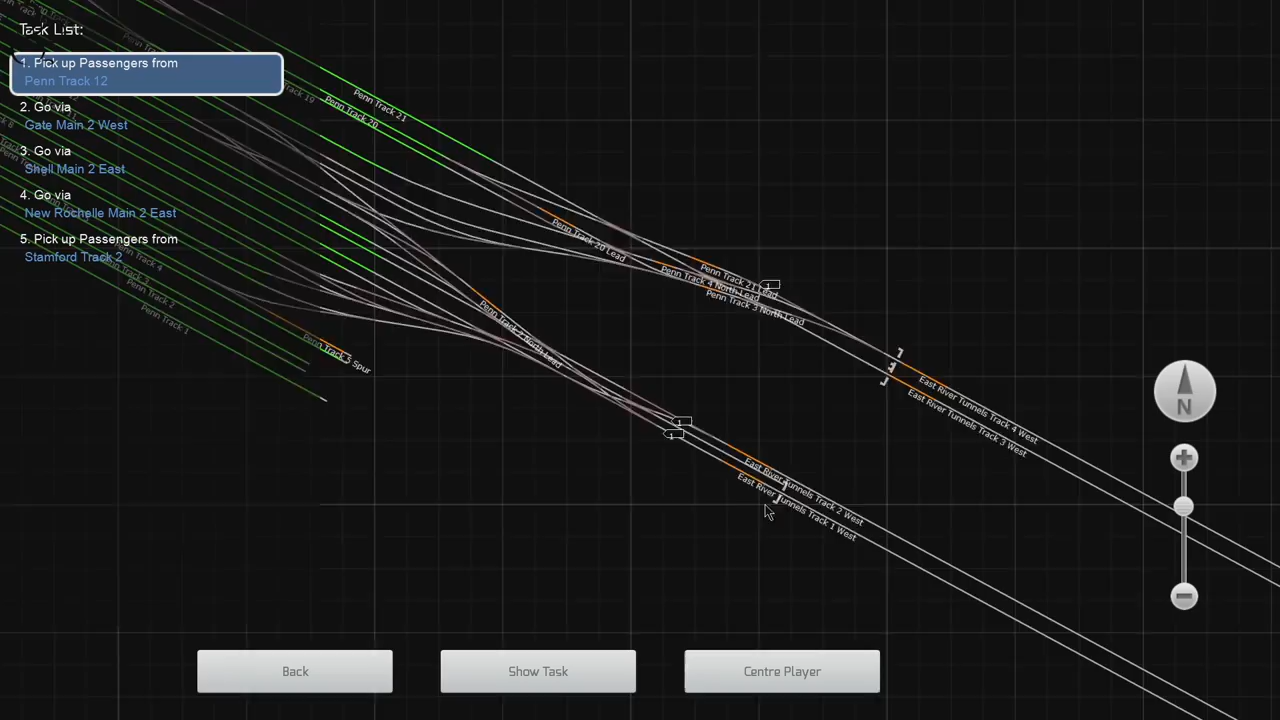 Task List:
1. Pick up Passengers from
Penn Track 12
2. Go via
Gate Main 2 West
3. Go via
Shell Main 2 East
4. Go via
New Rochelle Main 2 East
5. Pick up Passengers from
Stamford Track 2
Penn Track 21
Penn Track 20
Track 19
Penn Track 20 Lead
Penn Track 21 Lead
Penn Track 4 North Lead
Penn Track 3 North Lead
Penn Track 2 North Lead
Penn Track 4
Penn Track 2
Penn Track 1
Penn Track 5 Spur
East River Tunnels Track 4 West
East River Tunnels Track 3 West
East River Tunnels Track 2 West
East River Tunnels Track 1 West
1
1
1
N
Back
Show Task
Centre Player